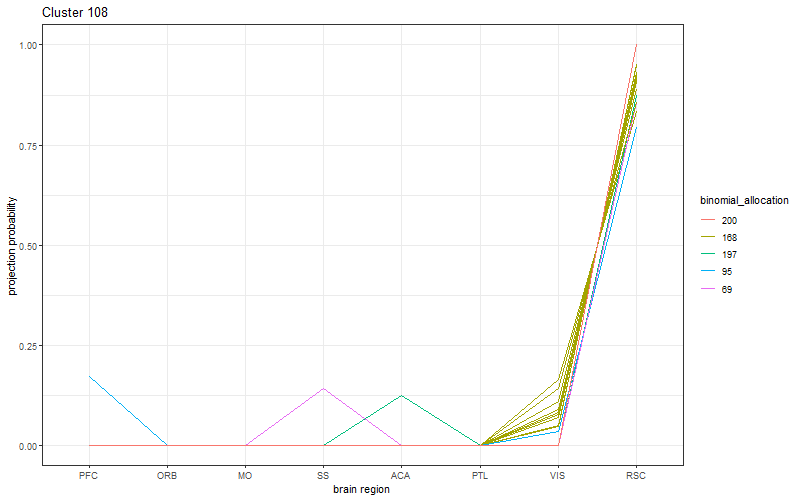 Cluster 108
1.00
0.75
0.50
0.25
0.00
projection probability
PFC ORB MO SS ACA PTL VIS RSC
brain region
binomial_allocation
200
168
197
95
69